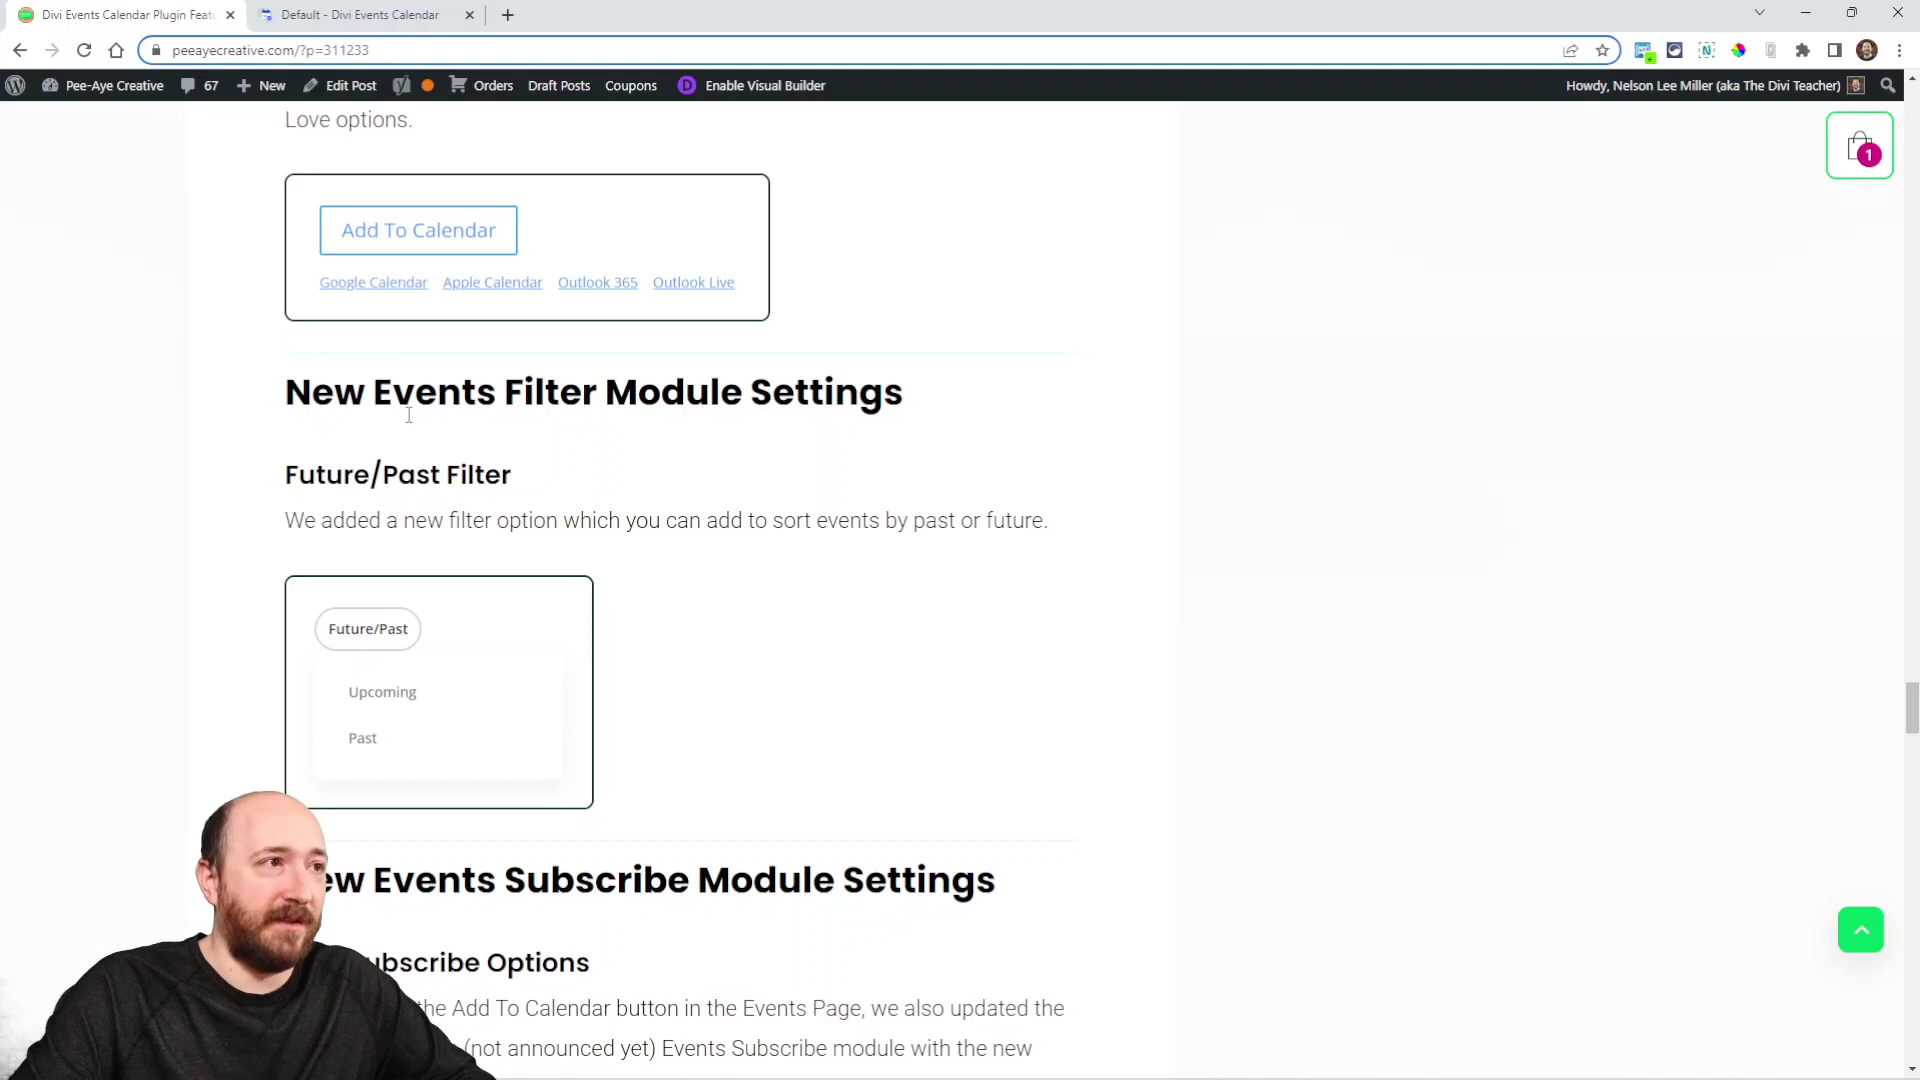 Divi Events Calendar Plugin Featu
Default - Divi Events Calendar
peeayecreative.com/?p=311233
Pee-Aye Creative 67 New Edit Post Orders Draft Posts Coupons D Enable Visual Builder Howdy, Nelson Lee Miller (aka The Divi Teacher)
Love options.
1
Add To Calendar
Google Calendar Apple Calendar Outlook 365 Outlook Live
New Events Filter Module Settings
Future/Past Filter
We added a new filter option which you can add to sort events by past or future.
Future/Past
Upcoming
Past
ew Events Subscribe Module Settings
ubscribe Options
the Add To Calendar button in the Events Page, we also updated the
(not announced yet) Events Subscribe module with the new